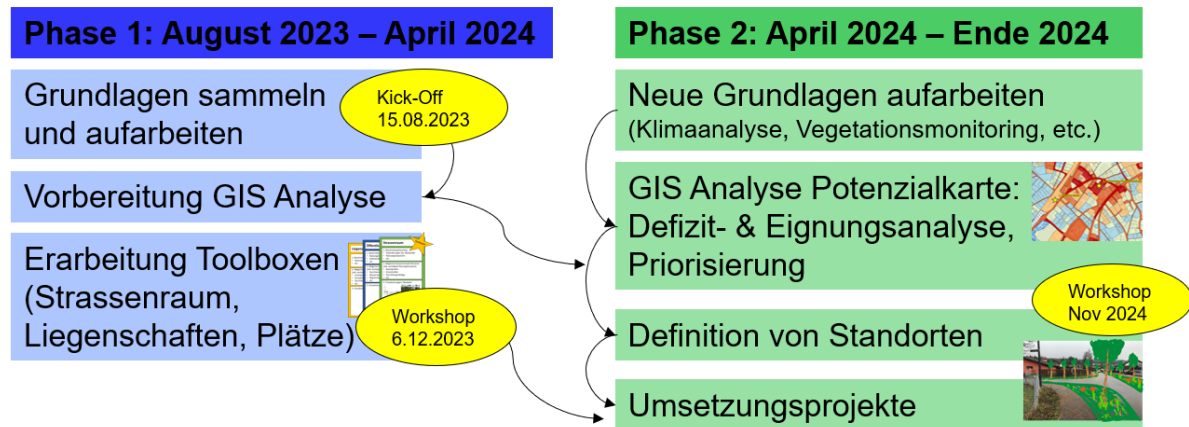 Phase 1: August 2023 – April 2024
Grundlagen sammeln
und aufarbeiten
Kick-Off
15.08.2023
Vorbereitung GIS Analyse
Erarbeitung Toolboxen
(Strassenraum,
Liegenschaften, Plätze)
Workshop
6.12.2023
Phase 2: April 2024 – Ende 2024
Neue Grundlagen aufarbeiten
(Klimaanalyse, Vegetationsmonitoring, etc.)
GIS Analyse Potenzialkarte:
Defizit- & Eignungsanalyse,
Priorisierung
Workshop
Nov 2024
Definition von Standorten
Umsetzungsprojekte